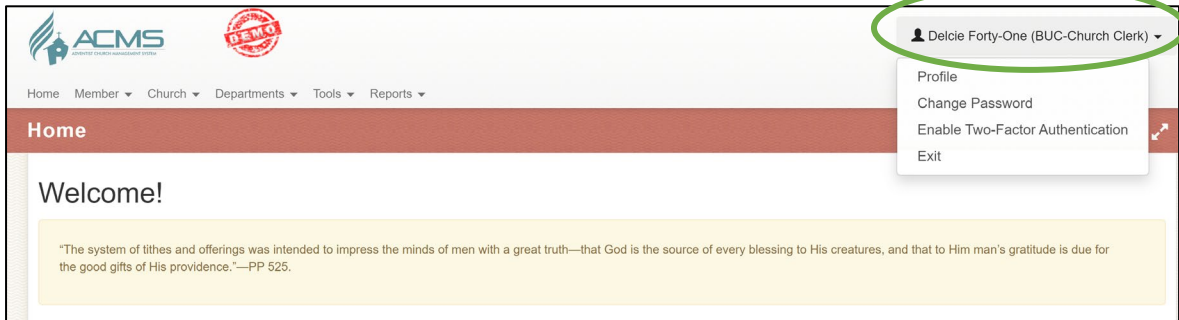 ACMS
ADVENTIST CHURCH MANAGEMENT SYSTEM
DEMO
Delcie Forty-One (BUC-Church Clerk)
Profile
Change Password
Enable Two-Factor Authentication
Exit
Home Member Church Departments Tools Reports
Home
Welcome!
“The system of tithes and offerings was intended to impress the minds of men with a great truth—that God is the source of every blessing to His creatures, and that to Him man’s gratitude is due for
the good gifts of His providence.”—PP 525.